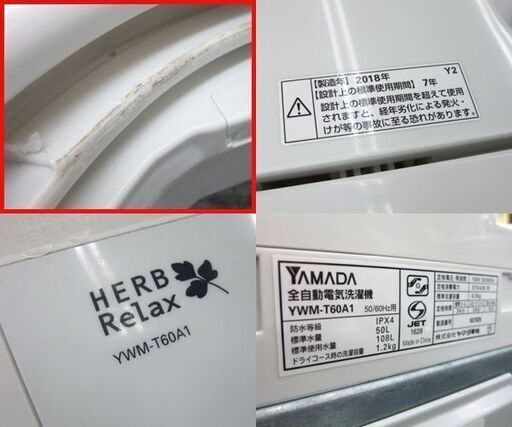 【製造年】2018年 Y2
【設計上の標準使用期間】7年
設計上の標準使用期間を超えて使用
されますと、経年劣化による発火・
けが等の事故に至る恐れがあります。
HERB
Relax
YWM-T60A1
YAMADA
全自動電気洗濯機
YWM-T60A1 50/60Hz用
防水等級 IPX4
標準水量 50L
標準使用水量 108L
ドライコース時の洗濯容量 1.2kg
JET
1628
Made in China